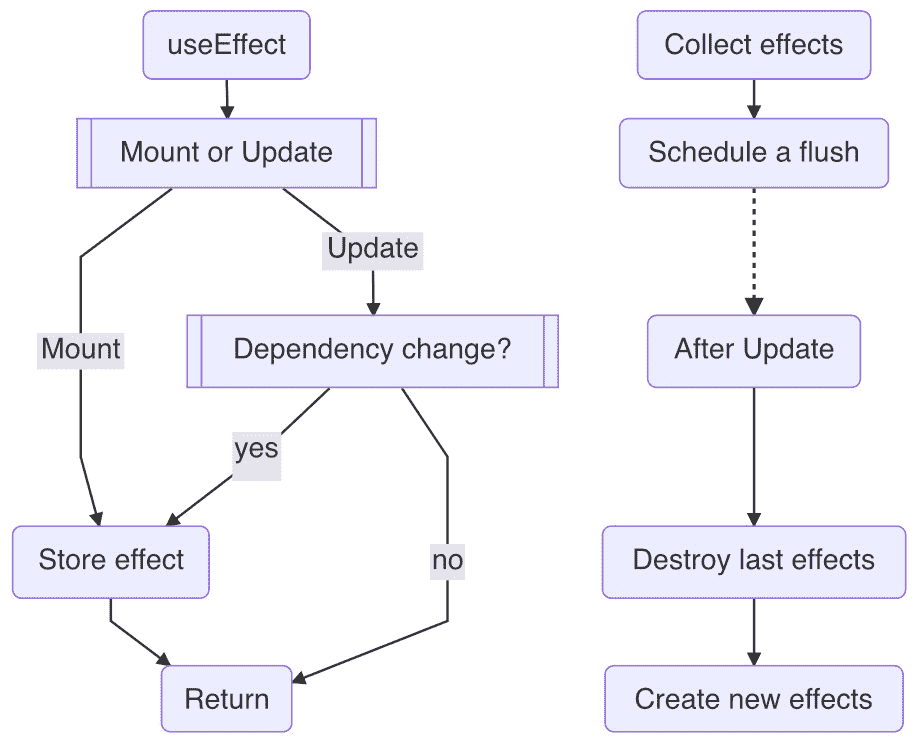 useEffect
Mount or Update
Update
Mount
Dependency change?
yes
no
Store effect
Return
Collect effects
Schedule a flush
After Update
Destroy last effects
Create new effects